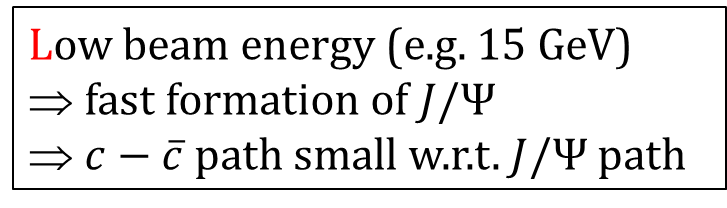 Low beam energy (e.g. 15 GeV)
⇒ fast formation of J/Ψ
⇒ c − c̄ path small w.r.t. J/Ψ path